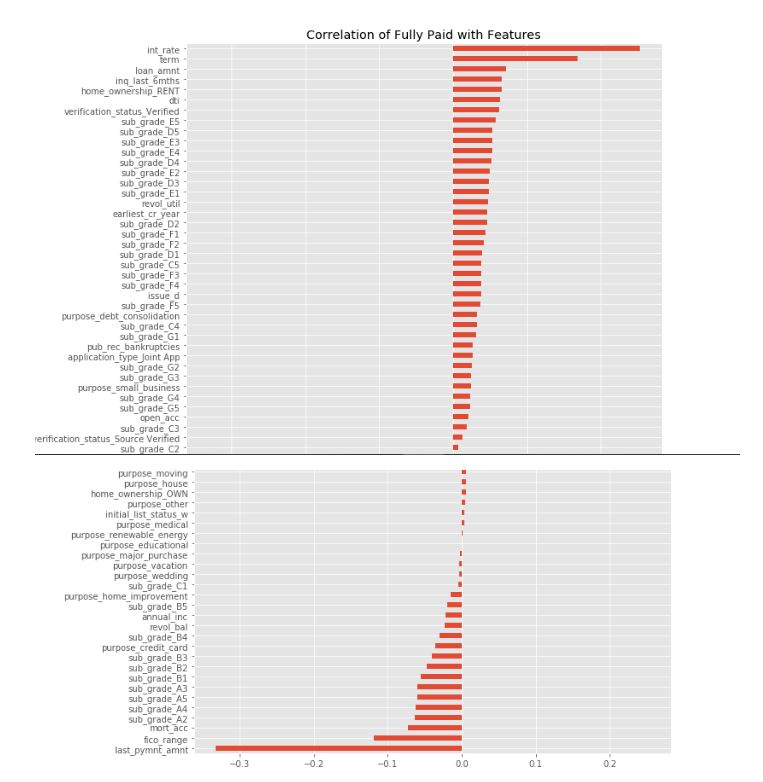 Correlation of Fully Paid with Features
int_rate
term
loan_amnt
inq_last_6mths
home_ownership_RENT
dti
verification_status_Verified
sub_grade_E5
sub_grade_D5
sub_grade_E3
sub_grade_E4
sub_grade_D4
sub_grade_E2
sub_grade_D3
sub_grade_E1
revol_util
earliest_cr_year
sub_grade_D2
sub_grade_F1
sub_grade_F2
sub_grade_D1
sub_grade_C5
sub_grade_F3
sub_grade_F4
issue_d
sub_grade_F5
purpose_debt_consolidation
sub_grade_C4
sub_grade_G1
pub_rec_bankruptcies
application_type_Joint App
sub_grade_G2
sub_grade_G3
purpose_small_business
sub_grade_G4
sub_grade_G5
open_acc
sub_grade_C3
verification_status_Source Verified
sub_grade_C2
purpose_moving
purpose_house
home_ownership_OWN
purpose_other
initial_list_status_w
purpose_medical
purpose_renewable_energy
purpose_educational
purpose_major_purchase
purpose_vacation
purpose_wedding
sub_grade_C1
purpose_home_improvement
sub_grade_B5
annual_inc
revol_bal
sub_grade_B4
purpose_credit_card
sub_grade_B3
sub_grade_B2
sub_grade_B1
sub_grade_A3
sub_grade_A5
sub_grade_A4
sub_grade_A2
mort_acc
fico_range
last_pymnt_amnt
−0.3 −0.2 −0.1 0.0 0.1 0.2